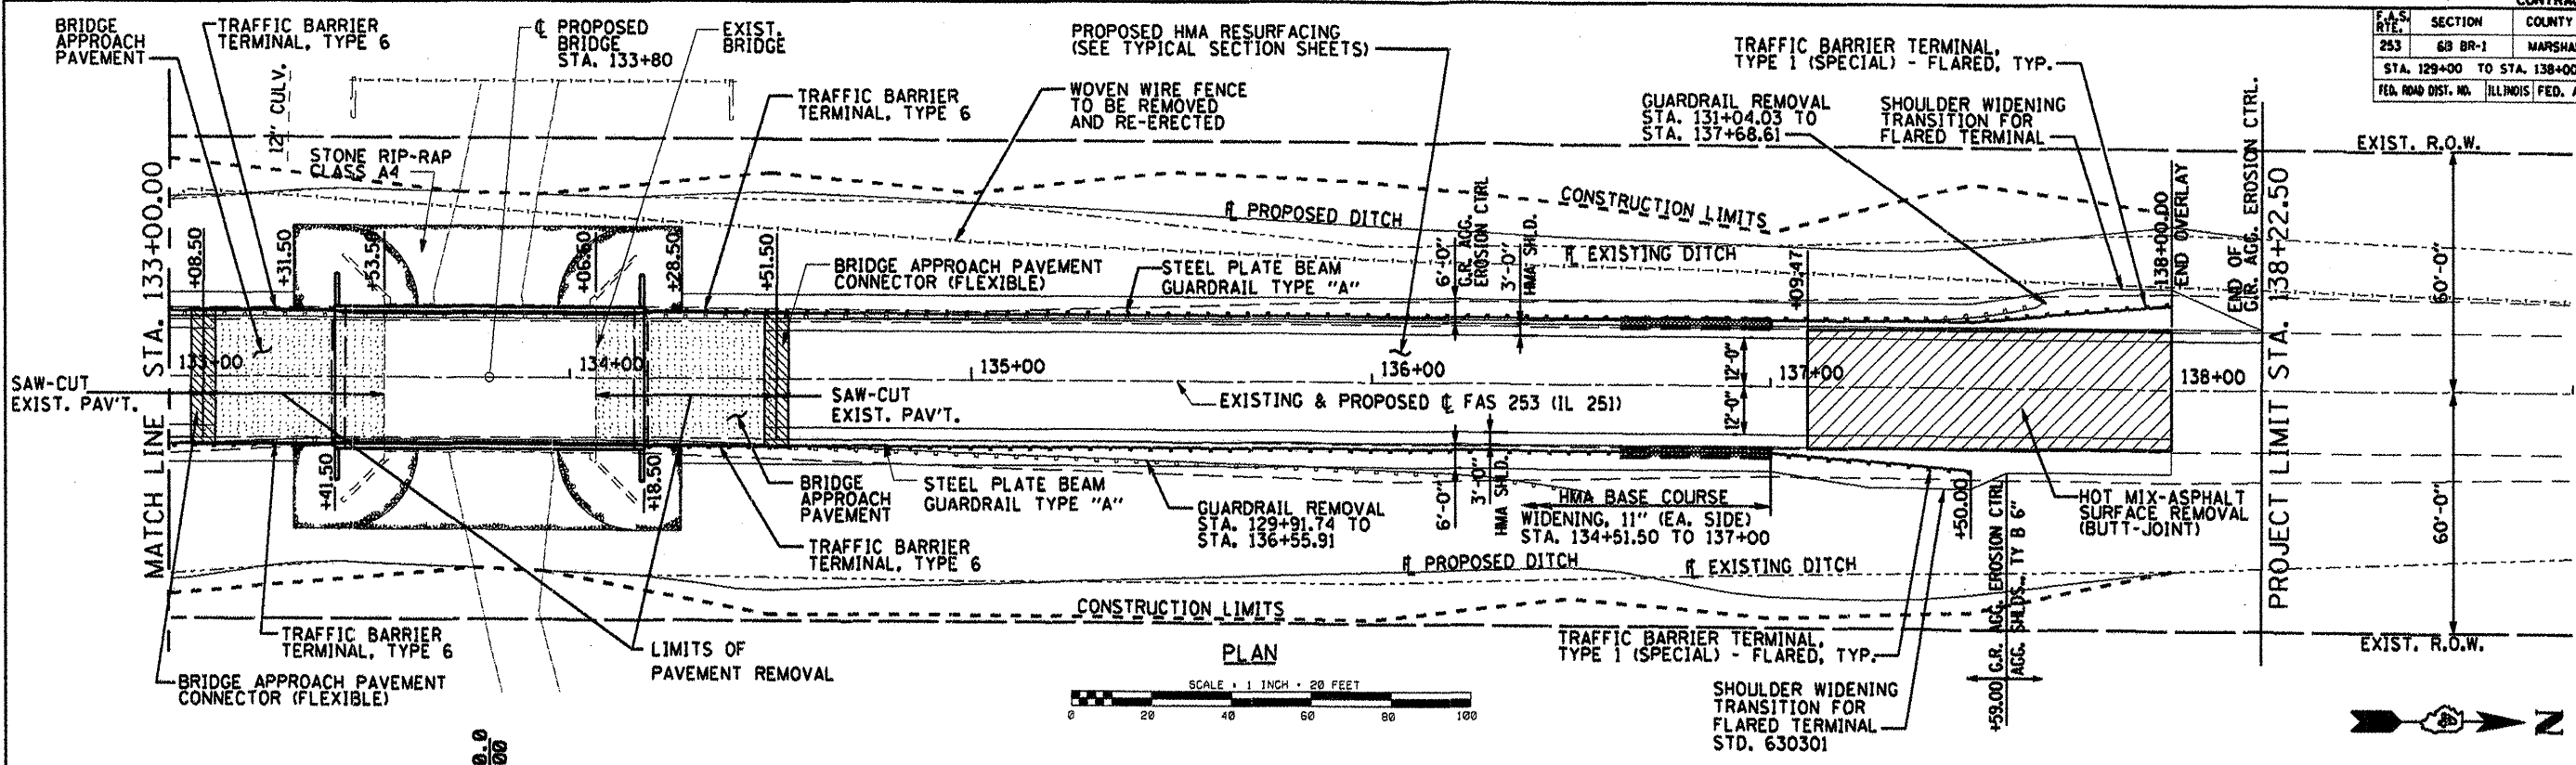 BRIDGE
APPROACH
PAVEMENT
TRAFFIC BARRIER
TERMINAL, TYPE 6
℄ PROPOSED
BRIDGE
STA. 133+80
EXIST.
BRIDGE
PROPOSED HMA RESURFACING
(SEE TYPICAL SECTION SHEETS)
TRAFFIC BARRIER TERMINAL,
TYPE 1 (SPECIAL) - FLARED, TYP.
F.A.S. RTE.
SECTION
COUNTY
253
6B BR-1
STA. 129+00 TO STA. 138+00
FED. ROAD DIST. NO.
ILLINOIS
FED.
12" CULV.
TRAFFIC BARRIER
TERMINAL, TYPE 6
WOVEN WIRE FENCE
TO BE REMOVED
AND RE-ERECTED
GUARDRAIL REMOVAL
STA. 131+04.03 TO
STA. 137+68.61
SHOULDER WIDENING
TRANSITION FOR
FLARED TERMINAL
EXIST. R.O.W.
STONE RIP-RAP
CLASS A4
MATCH LINE STA. 133+00.00
+08.50
+31.50
+53.50
+06.50
+28.50
+51.50
℄ PROPOSED DITCH
CONSTRUCTION LIMITS
℄ EXISTING DITCH
6'-0"
G.R. AGG.
EROSION CTRL
3'-0"
HMA SHLD.
+09.47
138+00.00
END OVERLAY
END OF
G.R. AGG. EROSION CTRL.
PROJECT LIMIT STA. 138+22.50
60'-0"
BRIDGE APPROACH PAVEMENT
CONNECTOR (FLEXIBLE)
STEEL PLATE BEAM
GUARDRAIL TYPE "A"
133+00
134+00
135+00
136+00
137+00
138+00
12'-0"
12'-0"
SAW-CUT
EXIST. PAV'T.
SAW-CUT
EXIST. PAV'T.
EXISTING & PROPOSED ℄ FAS 253 (IL 251)
+41.50
+18.50
BRIDGE
APPROACH
PAVEMENT
STEEL PLATE BEAM
GUARDRAIL TYPE "A"
GUARDRAIL REMOVAL
STA. 129+91.74 TO
STA. 136+55.91
6'-0"
3'-0"
HMA SHLD.
HMA BASE COURSE
WIDENING, 11" (EA. SIDE)
STA. 134+51.50 TO 137+00
+50.00
HOT MIX-ASPHALT
SURFACE REMOVAL
(BUTT-JOINT)
60'-0"
TRAFFIC BARRIER
TERMINAL, TYPE 6
℄ PROPOSED DITCH
℄ EXISTING DITCH
CONSTRUCTION LIMITS
TRAFFIC BARRIER
TERMINAL, TYPE 6
LIMITS OF
PAVEMENT REMOVAL
TRAFFIC BARRIER TERMINAL,
TYPE 1 (SPECIAL) - FLARED, TYP.
+59.00
G.R. AGG. EROSION CTRL
AGG. SHLDS., TY B 6"
EXIST. R.O.W.
BRIDGE APPROACH PAVEMENT
CONNECTOR (FLEXIBLE)
PLAN
SCALE : 1 INCH = 20 FEET
0 20 40 60 80 100
SHOULDER WIDENING
TRANSITION FOR
FLARED TERMINAL
STD. 630301
N